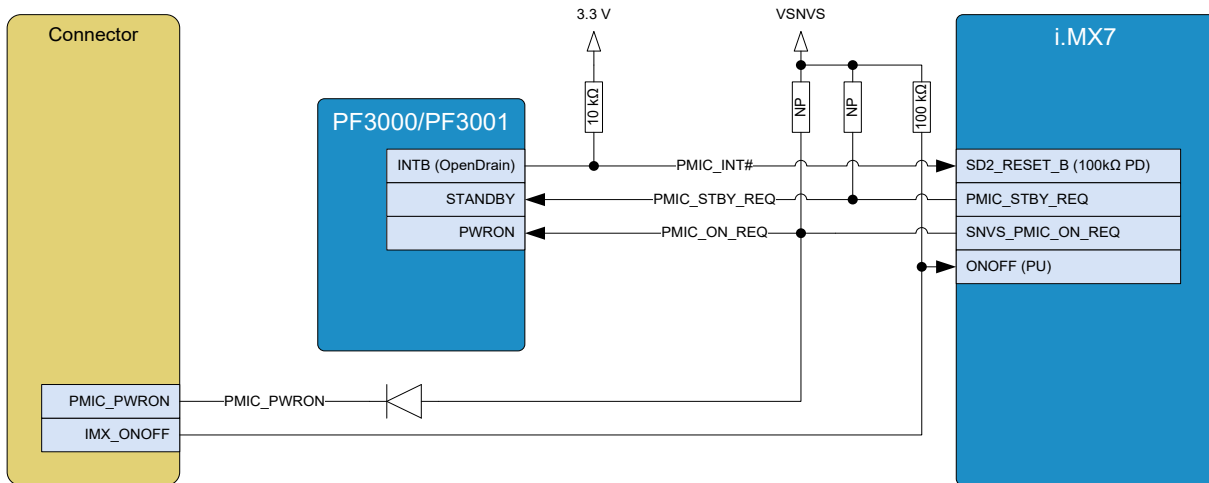 3.3 V
VSNVS
Connector
i.MX7
PF3000/PF3001
10 kΩ
NP
NP
100 kΩ
INTB (OpenDrain)
PMIC_INT#
SD2_RESET_B (100kΩ PD)
STANDBY
PMIC_STBY_REQ
PMIC_STBY_REQ
PWRON
PMIC_ON_REQ
SNVS_PMIC_ON_REQ
ONOFF (PU)
PMIC_PWRON
PMIC_PWRON
IMX_ONOFF